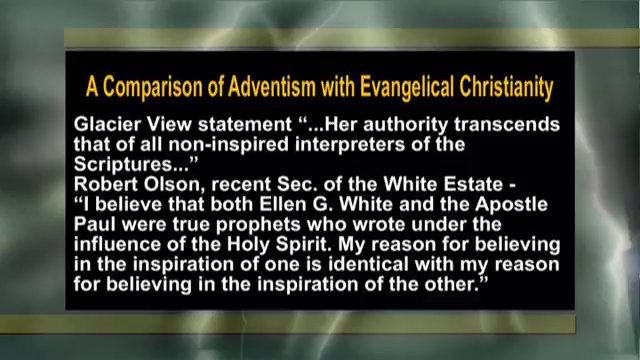 A Comparison of Adventism with Evangelical Christianity
Glacier View statement “...Her authority transcends
that of all non-inspired interpreters of the
Scriptures...”
Robert Olson, recent Sec. of the White Estate -
“I believe that both Ellen G. White and the Apostle
Paul were true prophets who wrote under the
influence of the Holy Spirit. My reason for believing
in the inspiration of one is identical with my reason
for believing in the inspiration of the other.”